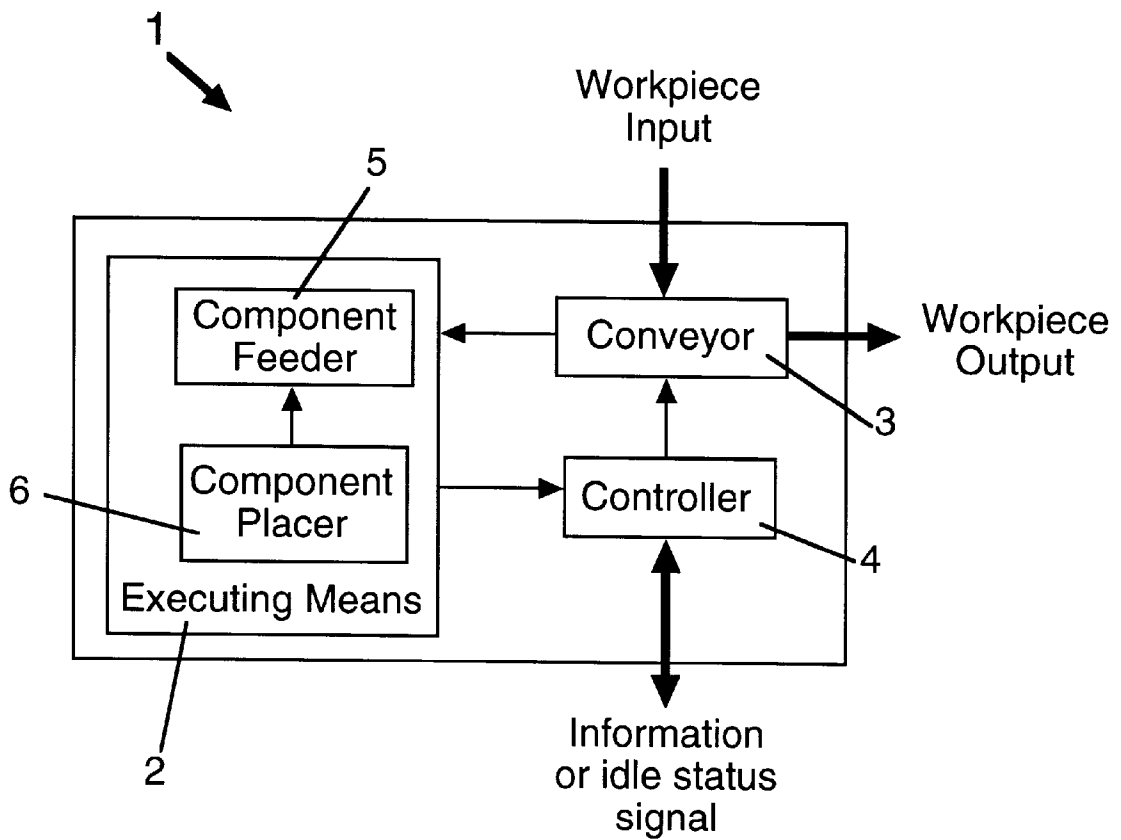 1
Workpiece
Input
5
Component
Feeder
Conveyor
Workpiece
Output
3
6
Component
Placer
Controller
4
Executing Means
2
Information
or idle status
signal